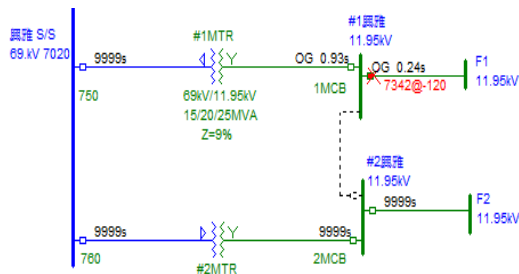 興雅 S/S
69.kV 7020
9999s
750
#1MTR
Y
69kV/11.95kV
15/20/25MVA
Z=9%
OG 0.93s
1MCB
#1興雅
11.95kV
OG 0.24s
7342@-120
F1
11.95kV
#2興雅
11.95kV
9999s
F2
11.95kV
9999s
760
Y
#2MTR
9999s
2MCB